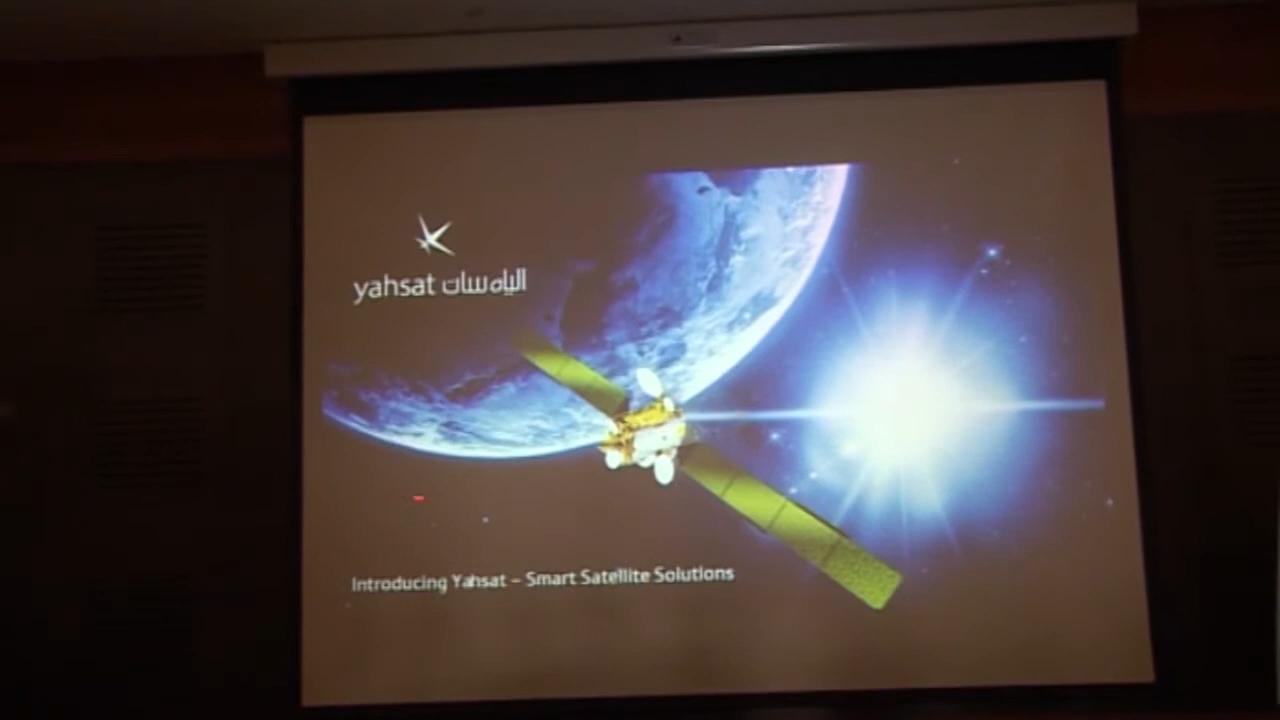 yahsat الياه سات
Introducing Yahsat – Smart Satellite Solutions